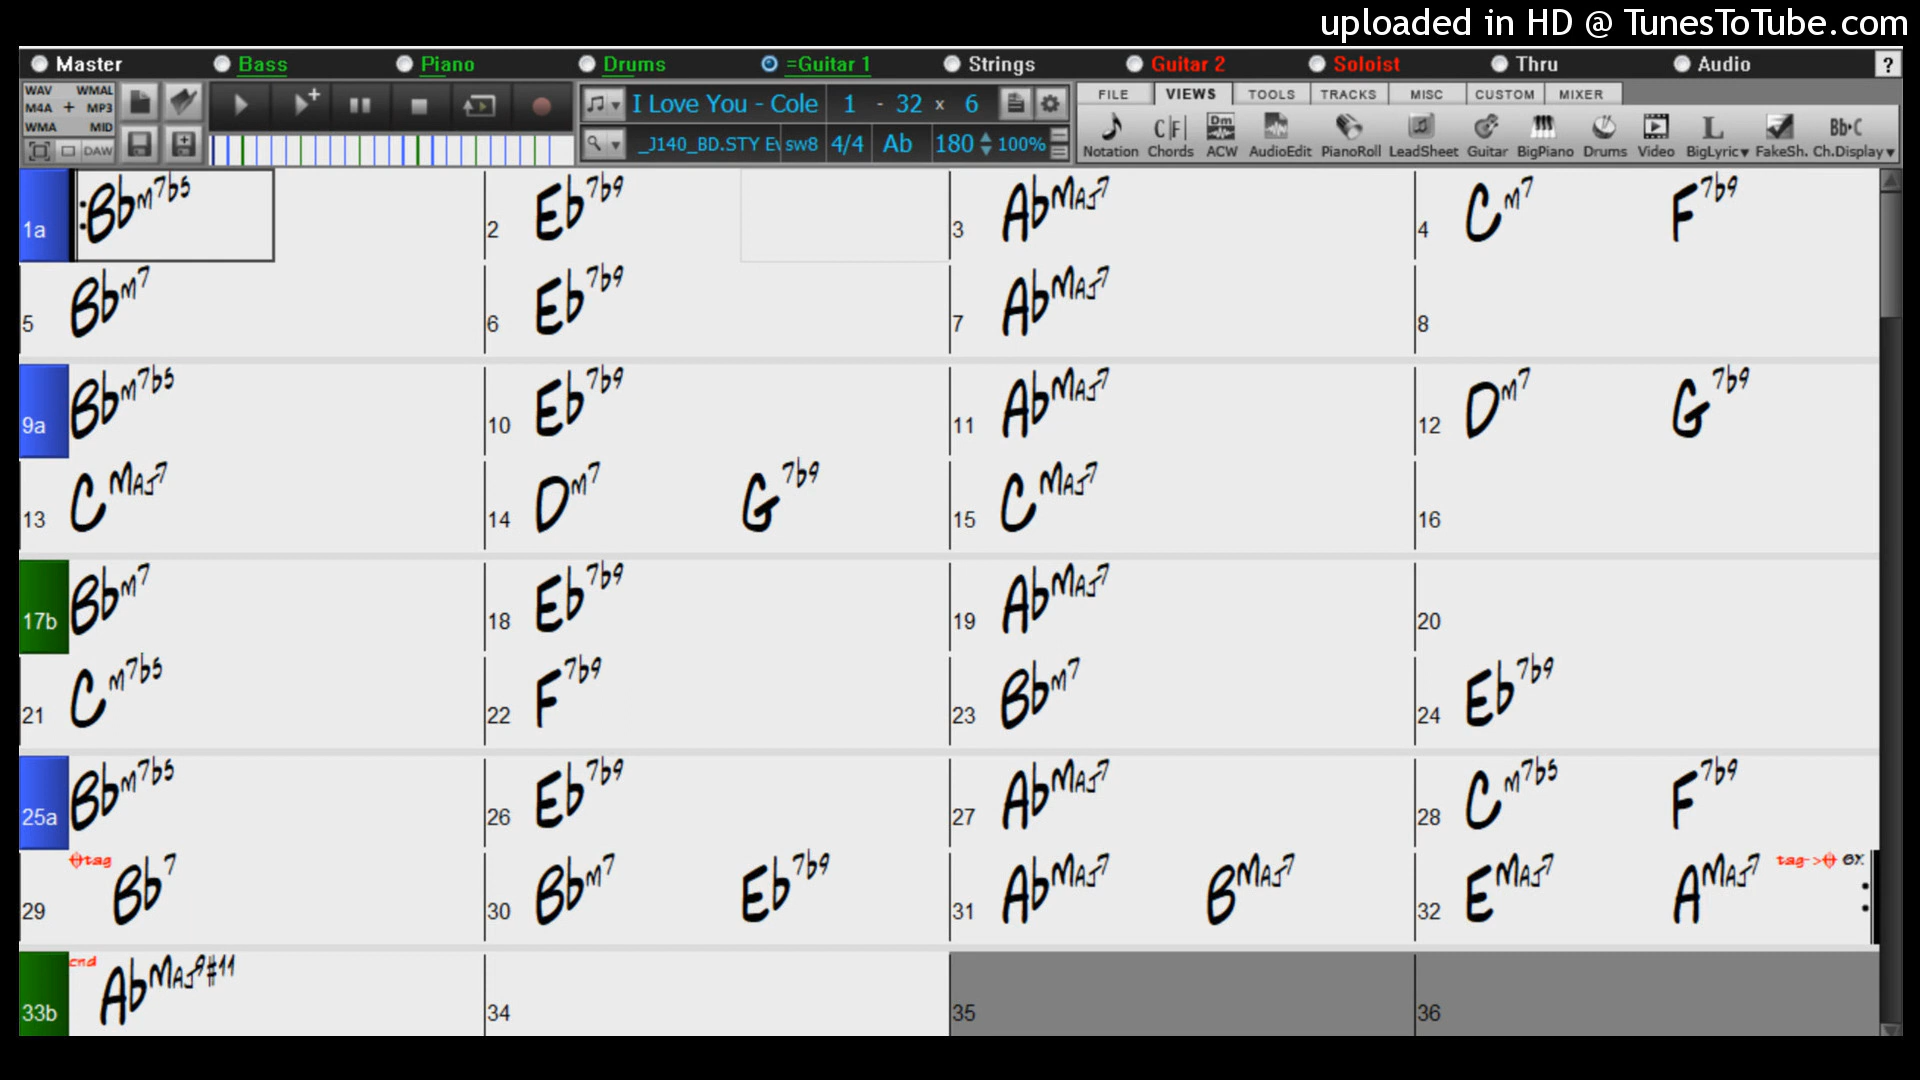 uploaded in HD @ TunesToTube.com
Master Bass Piano Drums =Guitar 1 Strings Guitar 2 Soloist Thru Audio ?
WAV WMAL
M4A + MP3
WMA MID
DAW
I Love You - Cole 1 - 32 x 6
_J140_BD.STY Ev sw8 4/4 Ab 180 100%
FILE VIEWS TOOLS TRACKS MISC CUSTOM MIXER
Notation Chords ACW AudioEdit PianoRoll LeadSheet Guitar BigPiano Drums Video BigLyric FakeSh. Ch.Display
1a Bbm7b5 2 Eb7b9 3 AbMAJ7 4 Cm7 F7b9
5 Bbm7 6 Eb7b9 7 AbMAJ7 8
9a Bbm7b5 10 Eb7b9 11 AbMAJ7 12 Dm7 G7b9
13 CMAJ7 14 Dm7 G7b9 15 CMAJ7 16
17b Bbm7 18 Eb7b9 19 AbMAJ7 20
21 Cm7b5 22 F7b9 23 Bbm7 24 Eb7b9
25a Bbm7b5 26 Eb7b9 27 AbMAJ7 28 Cm7b5 F7b9
tag tag-> 6x
29 Bb7 30 Bbm7 Eb7b9 31 AbMAJ7 BMAJ7 32 EMAJ7 AMAJ7
end
33b AbMAJ9#11 34 35 36